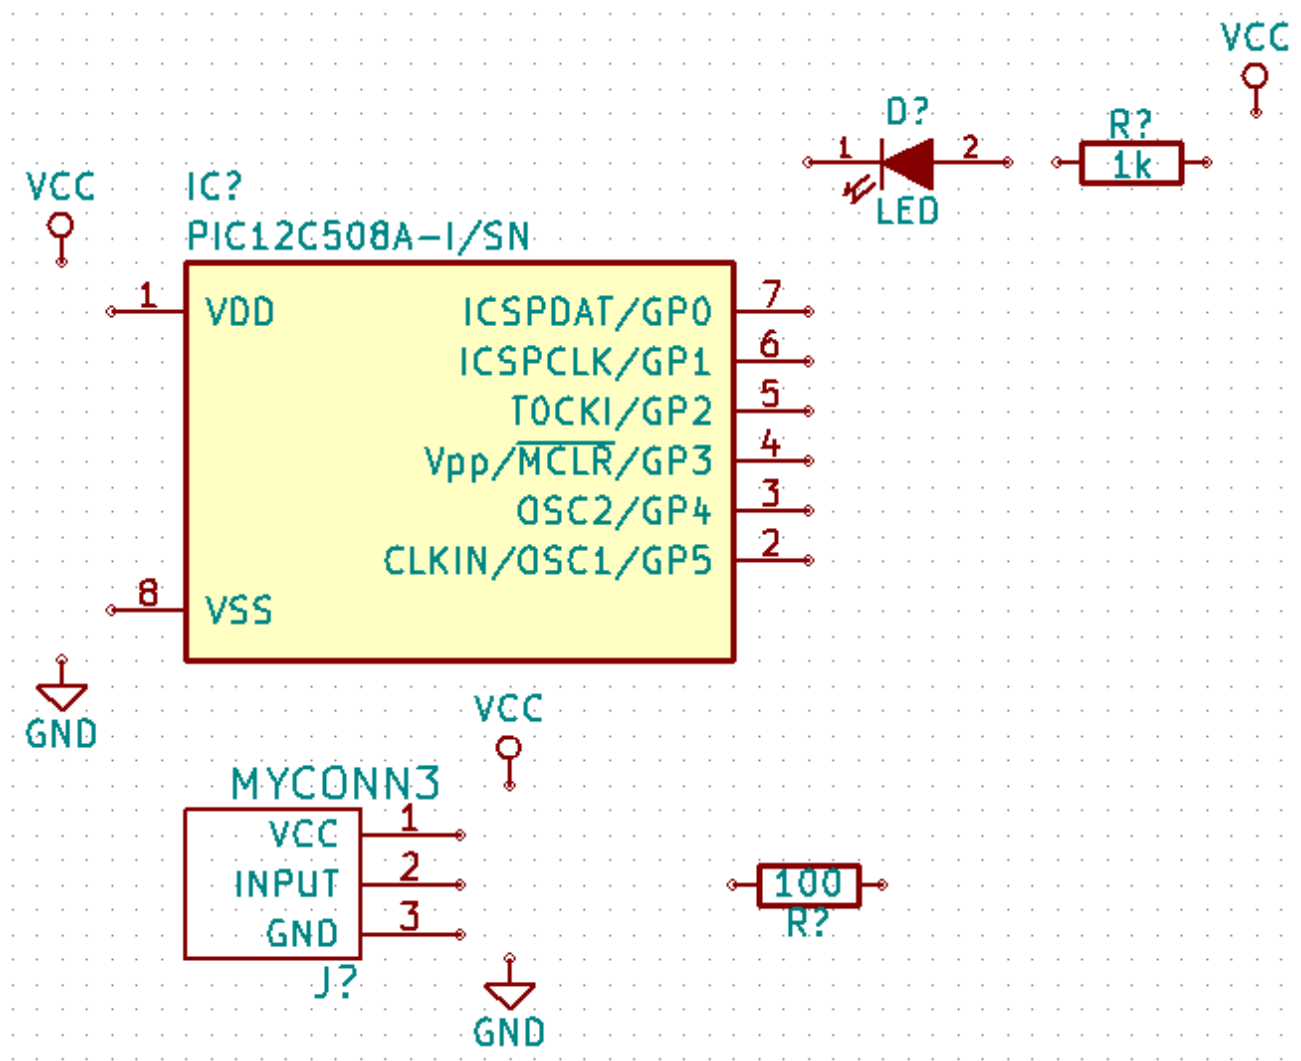 VCC
D?
R?
1 2
1k
LED
VCC
IC?
PIC12C508A-I/SN
1 VDD ICSPDAT/GP0 7
ICSPCLK/GP1 6
T0CKI/GP2 5
Vpp/MCLR/GP3 4
OSC2/GP4 3
CLKIN/OSC1/GP5 2
8 VSS
GND
VCC
MYCONN3
VCC 1
INPUT 2
GND 3
J?
100
R?
GND